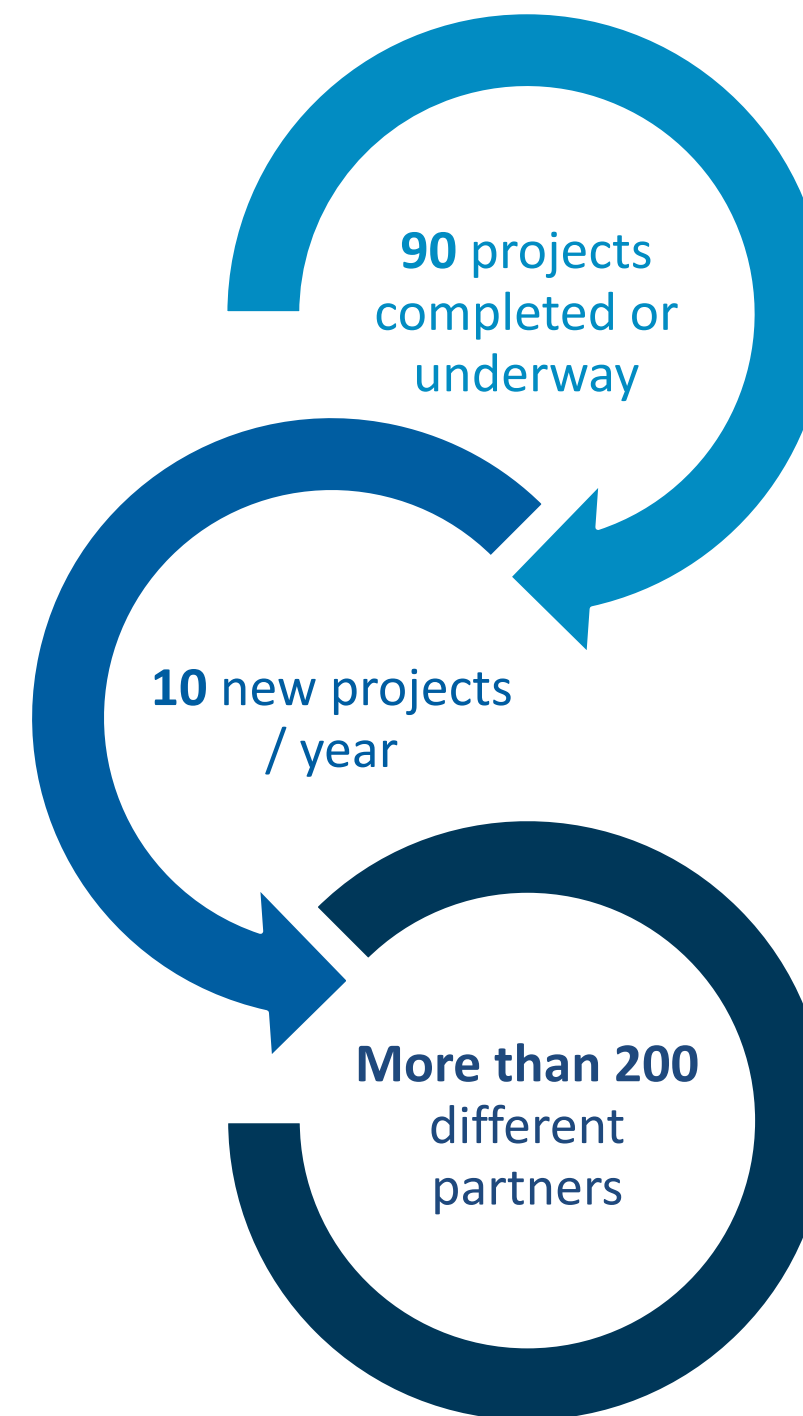 90 projects
completed or
underway
10 new projects
/ year
More than 200
different
partners